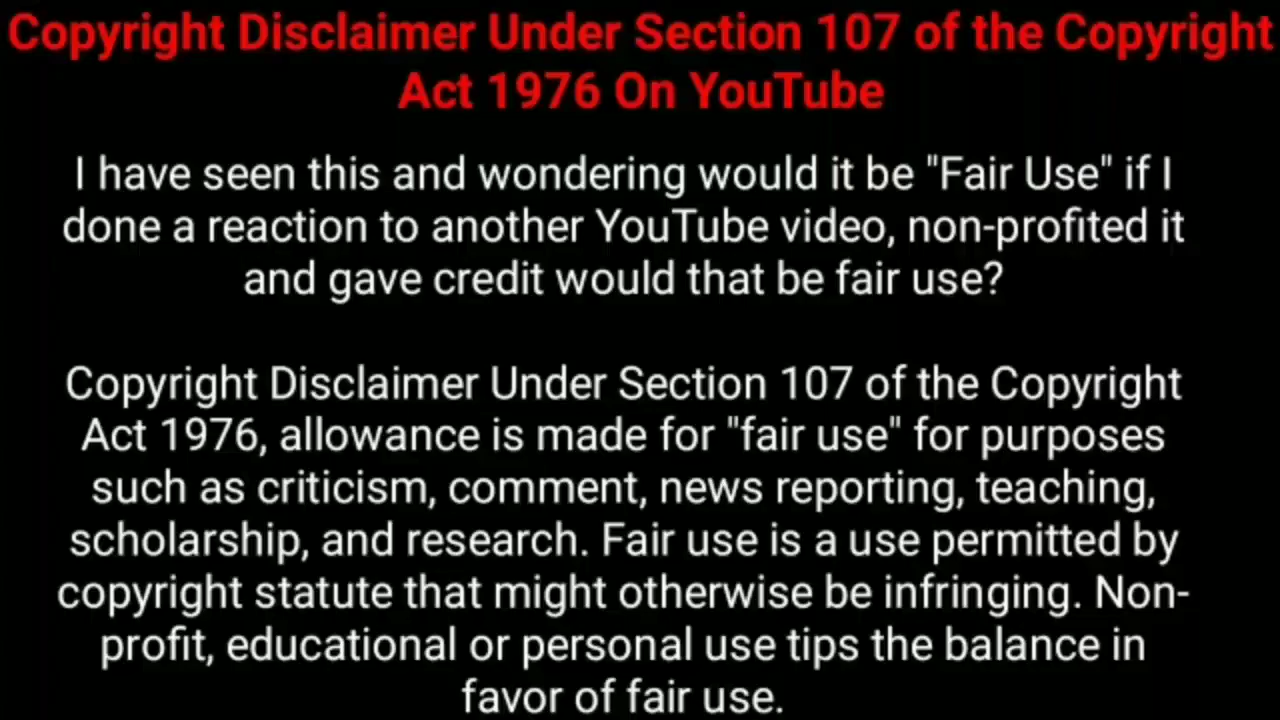 Copyright Disclaimer Under Section 107 of the Copyright
Act 1976 On YouTube
I have seen this and wondering would it be "Fair Use" if I
done a reaction to another YouTube video, non-profited it
and gave credit would that be fair use?
Copyright Disclaimer Under Section 107 of the Copyright
Act 1976, allowance is made for "fair use" for purposes
such as criticism, comment, news reporting, teaching,
scholarship, and research. Fair use is a use permitted by
copyright statute that might otherwise be infringing. Non-
profit, educational or personal use tips the balance in
favor of fair use.